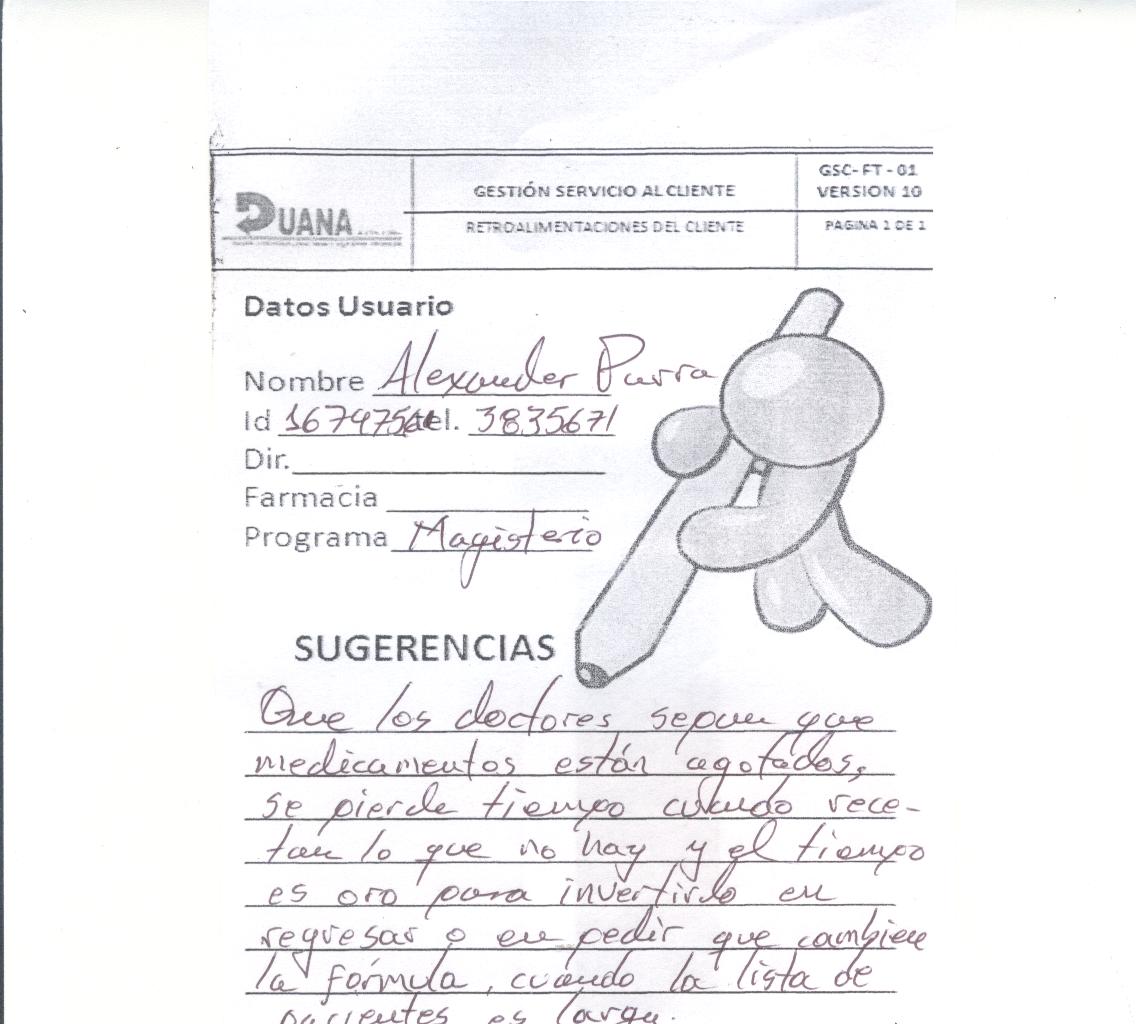 DUANA
GESTIÓN SERVICIO AL CLIENTE
GSC- FT - 01
VERSION 10
RETROALIMENTACIONES DEL CLIENTE
PAGINA 1 DE 1
Datos Usuario
Nombre Alexander Parra
Id tel. 3835671
Dir.
Farmacia
Programa Magisterio
SUGERENCIAS
Que los doctores sepan que
medicamentos están agotados,
se pierde tiempo cuando rece-
tan lo que no hay y el tiempo
es oro para invertirlo en
regresar o en pedir que cambien
la fórmula, cuando la lista de
pacientes es larga.